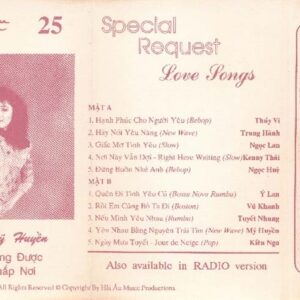 25
Special
Request
Love Songs
MẶT A
1. Hạnh Phúc Cho Người Yêu (Bebop) Thúy Vi
2. Hãy Nói Yêu Nàng (New Wave) Trung Hành
3. Giấc Mơ Tình Yêu (Slow) Ngọc Lan
4. Nơi Này Vẫn Đợi - Right Here Waiting (Slow) Kenny Thái
5. Đừng Buồn Nhé Anh (Bebop) Ngọc Huệ
MẶT B
1. Quên Đi Tình Yêu Cũ (Bossa Nova Rumba) Ý Lan
2. Rồi Em Cũng Bỏ Ta Đi (Boston) Vũ Khanh
3. Nếu Mình Yêu Nhau (Rumba) Tuyết Nhung
4. Yêu Nhau Bằng Nguyên Trái Tim (New Wave) Mỹ Huyền
5. Ngày Mưa Tuyết - Jour de Neige (Pop) Kiều Nga
Also available in RADIO version
ỹ Huyền
ng Được
hắp Nơi
All Rights Reserved © Copyright By Hải Âu Music Productions.